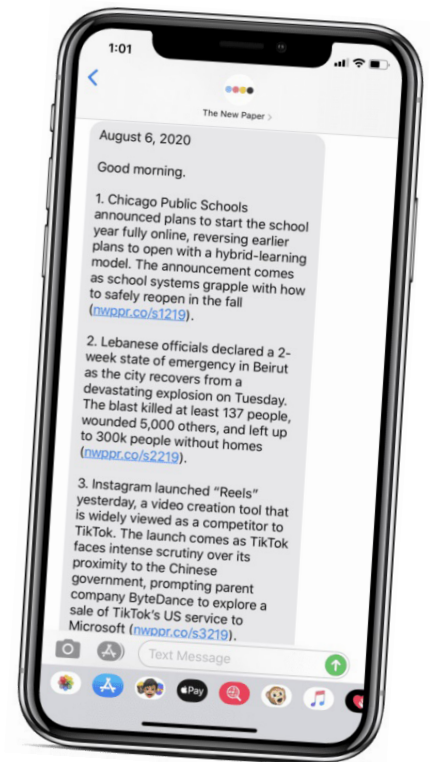 1:01
The New Paper >
August 6, 2020
Good morning.
1. Chicago Public Schools
announced plans to start the school
year fully online, reversing earlier
plans to open with a hybrid-learning
model. The announcement comes
as school systems grapple with how
to safely reopen in the fall
(nwppr.co/s1219).
2. Lebanese officials declared a 2-
week state of emergency in Beirut
as the city recovers from a
devastating explosion on Tuesday.
The blast killed at least 137 people,
wounded 5,000 others, and left up
to 300k people without homes
(nwppr.co/s2219).
3. Instagram launched “Reels”
yesterday, a video creation tool that
is widely viewed as a competitor to
TikTok. The launch comes as TikTok
faces intense scrutiny over its
proximity to the Chinese
government, prompting parent
company ByteDance to explore a
sale of TikTok's US service to
Microsoft (nwppr.co/s3219).
Text Message
Pay